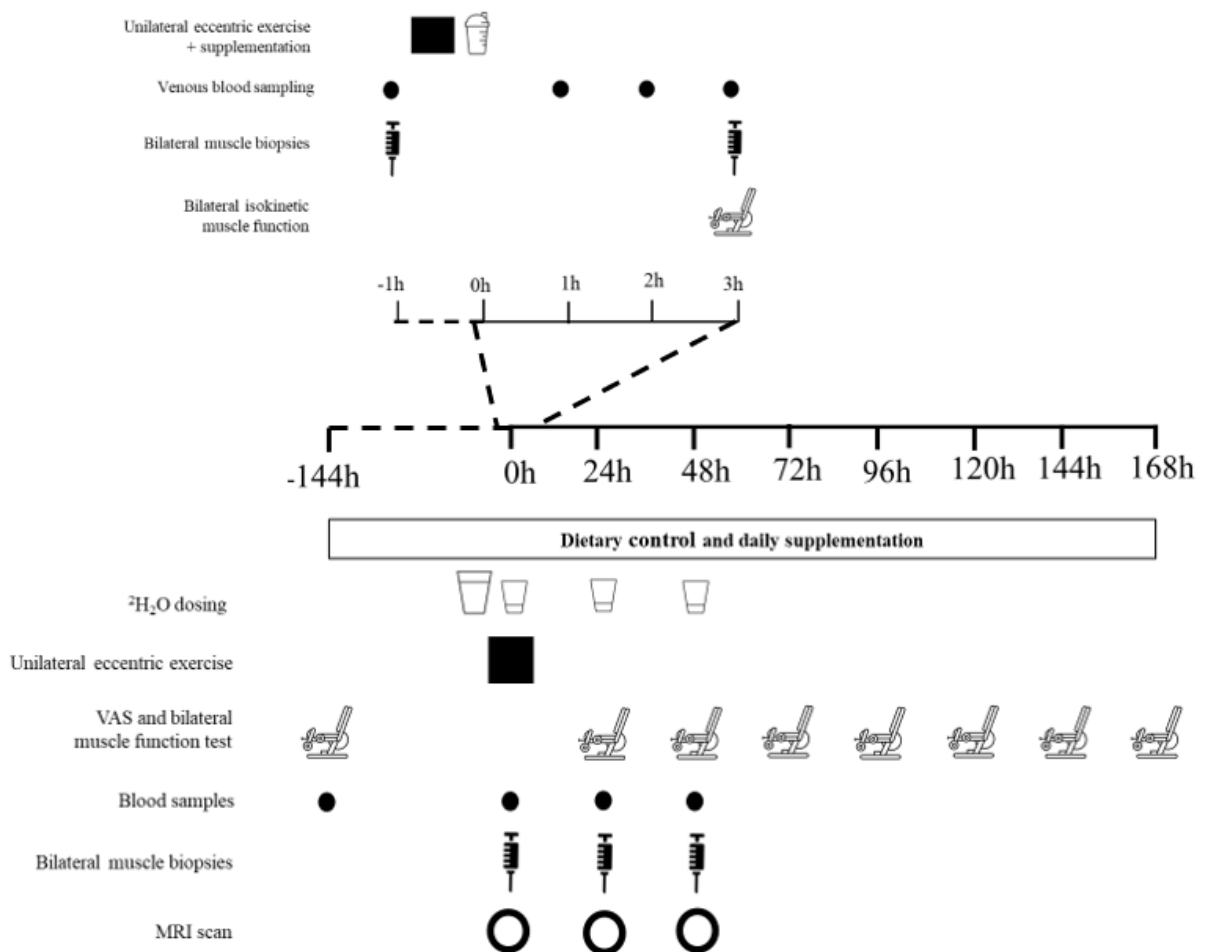 Unilateral eccentric exercise
+ supplementation
Venous blood sampling
Bilateral muscle biopsies
Bilateral isokinetic
muscle function
-1h 0h 1h 2h 3h
-144h 0h 24h 48h 72h 96h 120h 144h 168h
Dietary control and daily supplementation
²H₂O dosing
Unilateral eccentric exercise
VAS and bilateral
muscle function test
Blood samples
Bilateral muscle biopsies
MRI scan